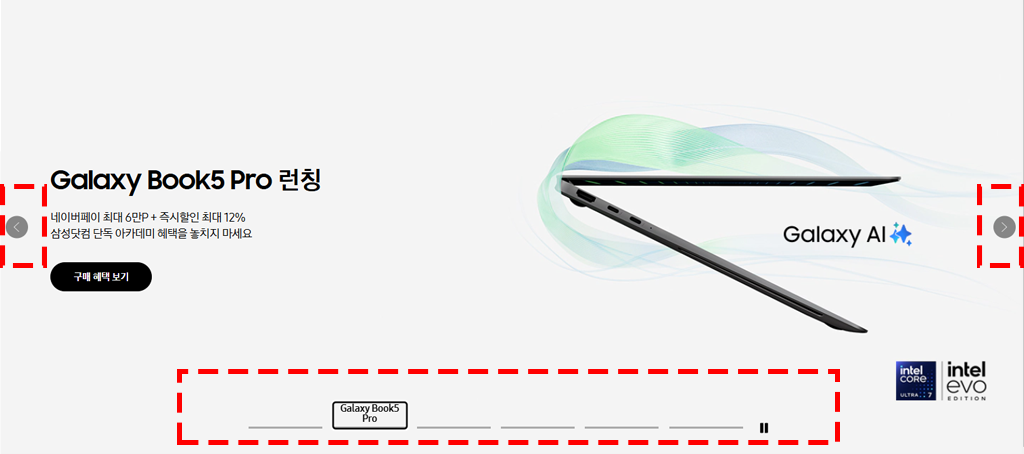 Galaxy Book5 Pro 런칭
네이버페이 최대 6만P + 즉시할인 최대 12%
삼성닷컴 단독 아카데미 혜택을 놓치지 마세요
구매 혜택 보기
Galaxy AI
intel
CORE
ULTRA 7
intel
evo
EDITION
Galaxy Book5
Pro